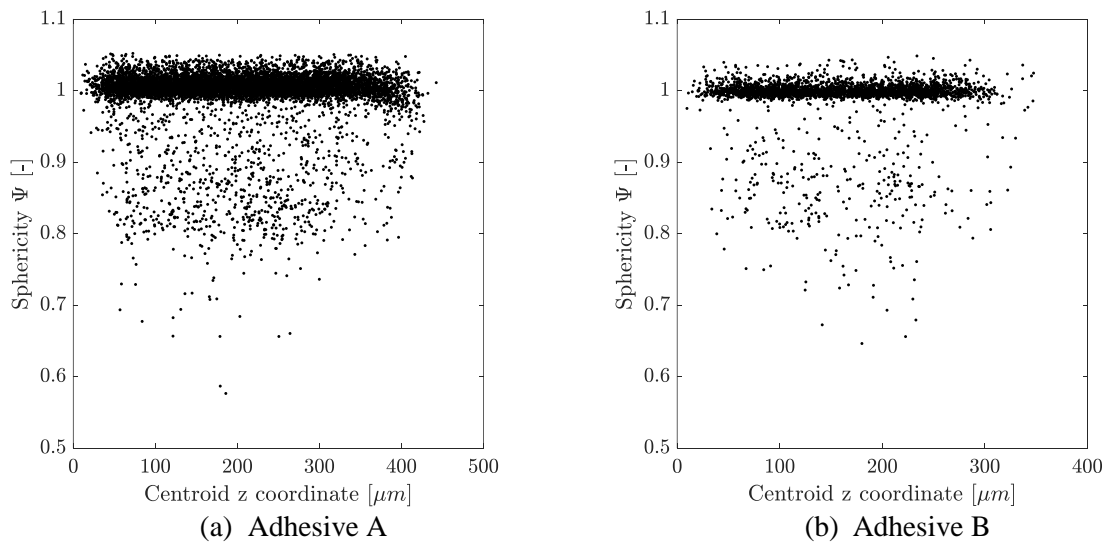 1.1
1
0.9
0.8
0.7
0.6
0.5
Sphericity Ψ [-]
0 100 200 300 400 500
Centroid z coordinate [μm]
(a) Adhesive A
1.1
1
0.9
0.8
0.7
0.6
0.5
Sphericity Ψ [-]
0 100 200 300 400
Centroid z coordinate [μm]
(b) Adhesive B